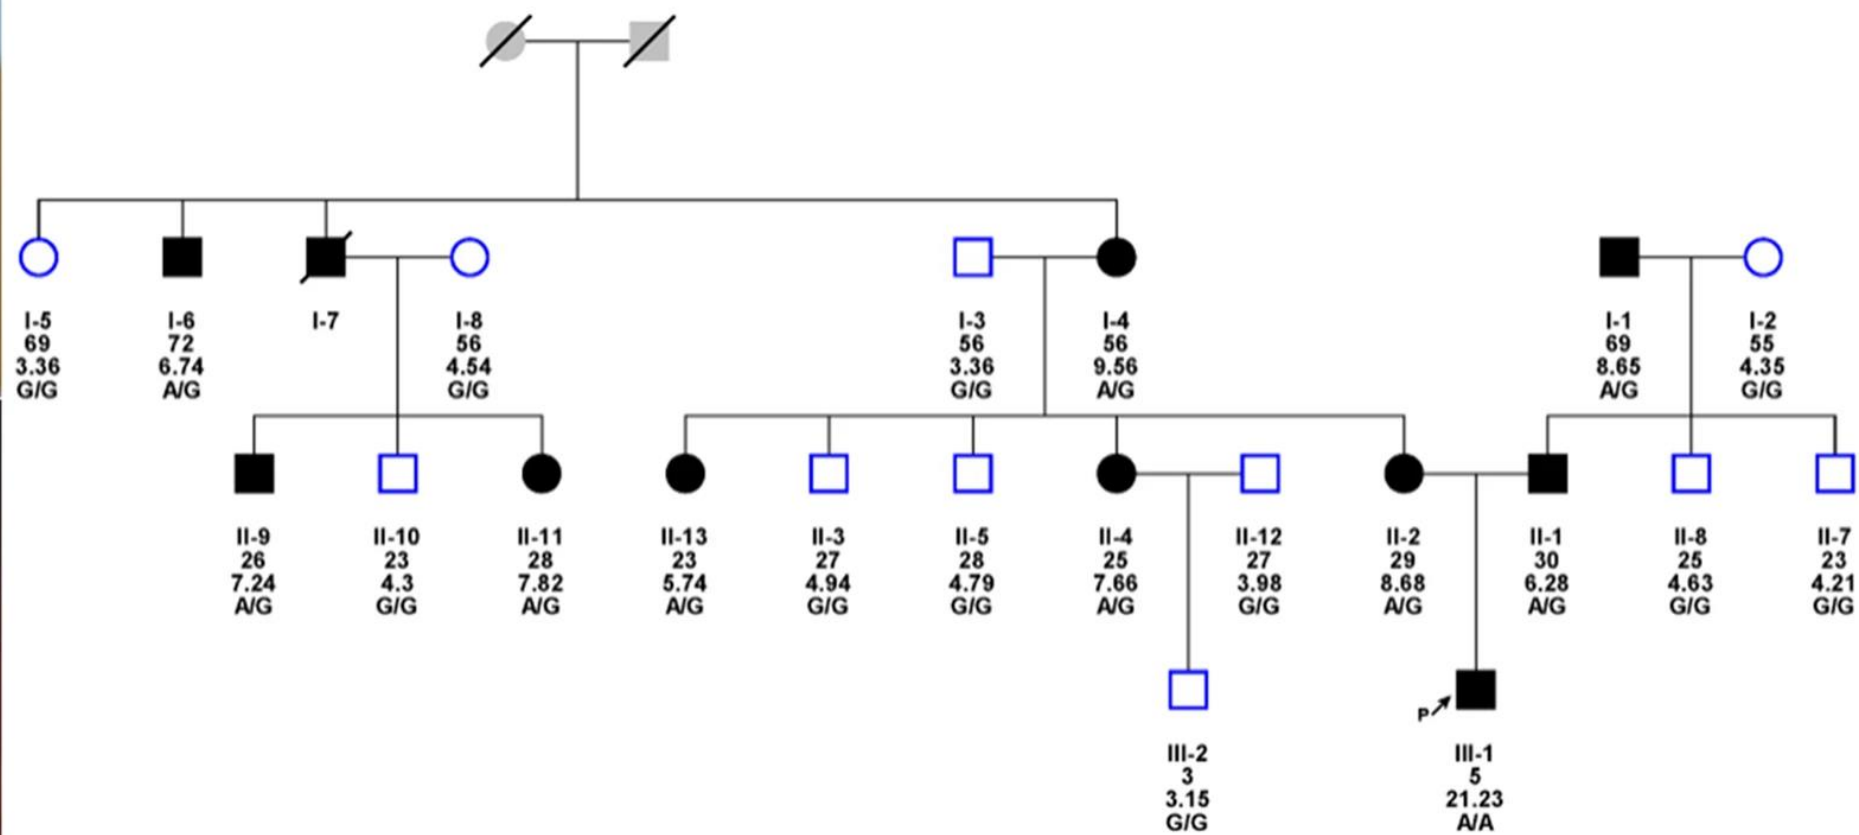 I-5
69
3.36
G/G
I-6
72
6.74
A/G
I-7
I-8
56
4.54
G/G
I-3
56
3.36
G/G
I-4
56
9.56
A/G
I-1
69
8.65
A/G
I-2
55
4.35
G/G
II-9
26
7.24
A/G
II-10
23
4.3
G/G
II-11
28
7.82
A/G
II-13
23
5.74
A/G
II-3
27
4.94
G/G
II-5
28
4.79
G/G
II-4
25
7.66
A/G
II-12
27
3.98
G/G
II-2
29
8.68
A/G
II-1
30
6.28
A/G
II-8
25
4.63
G/G
II-7
23
4.21
G/G
III-2
3
3.15
G/G
P
III-1
5
21.23
A/A